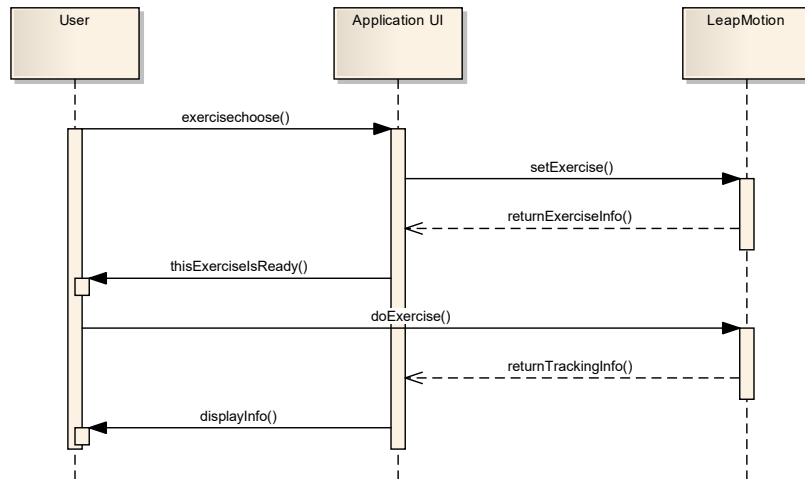 User
Application UI
LeapMotion
exercisechoose()
setExercise()
returnExerciseInfo()
thisExerciseIsReady()
doExercise()
returnTrackingInfo()
displayInfo()